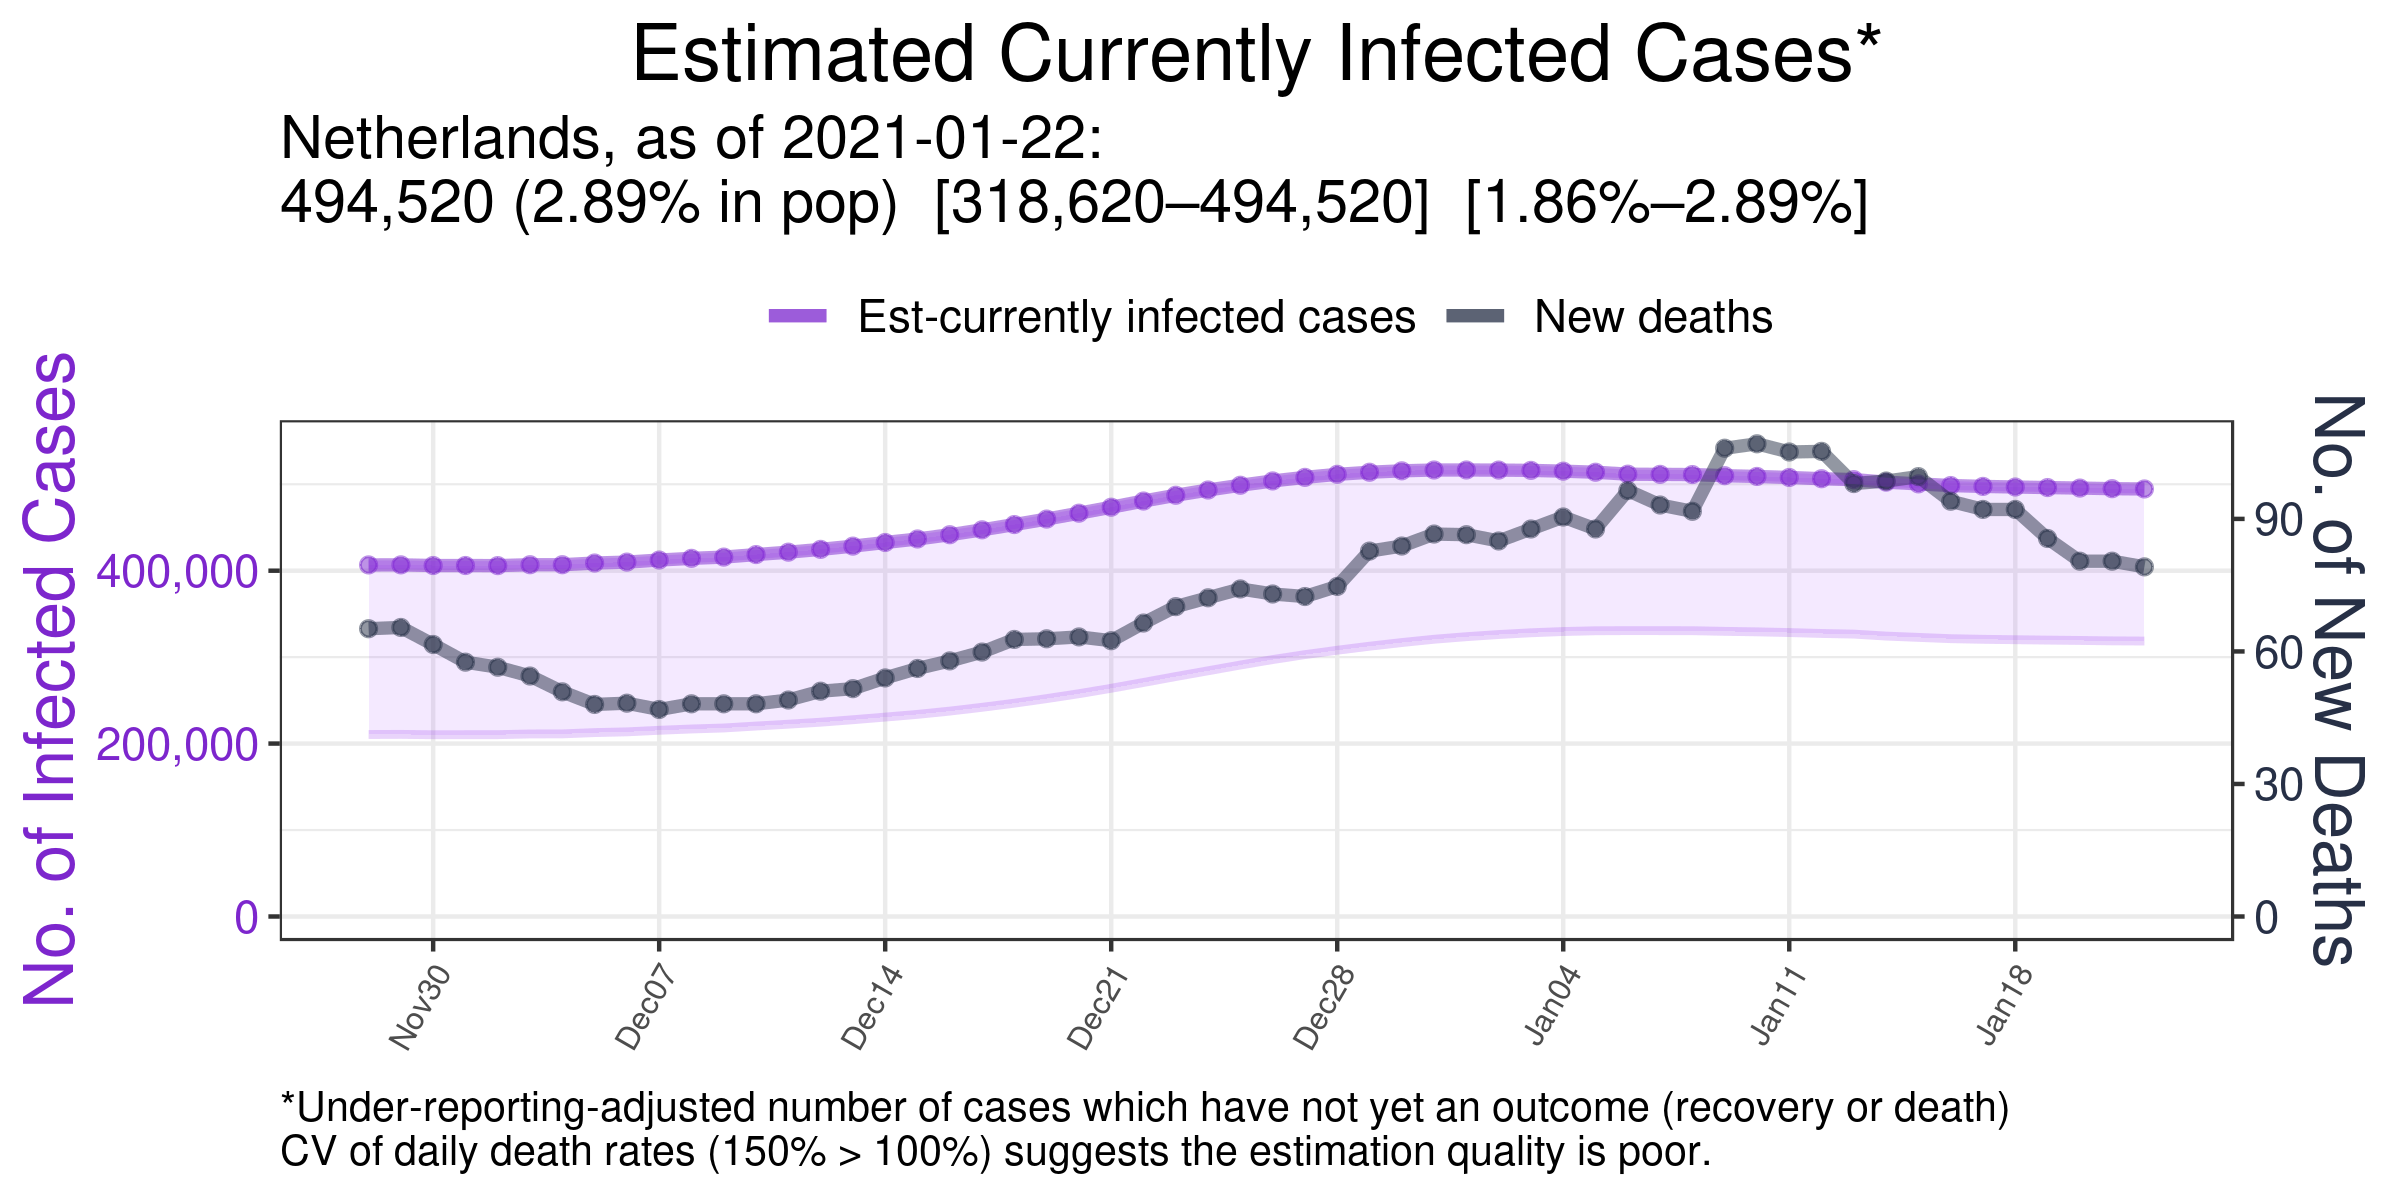 Estimated Currently Infected Cases*
Netherlands, as of 2021-01-22:
494,520 (2.89% in pop)  [318,620–494,520]  [1.86%–2.89%]
Est-currently infected cases
New deaths
No. of Infected Cases
400,000
200,000
0
90
60
30
0
No. of New Deaths
Nov30
Dec07
Dec14
Dec21
Dec28
Jan04
Jan11
Jan18
*Under-reporting-adjusted number of cases which have not yet an outcome (recovery or death)
CV of daily death rates (150% > 100%) suggests the estimation quality is poor.